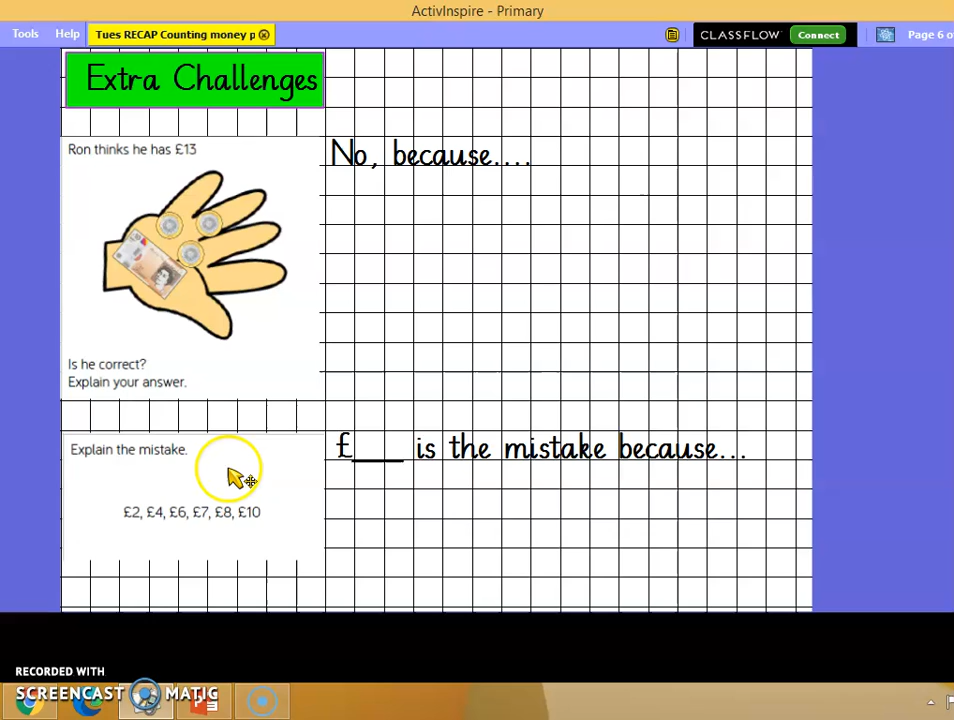 ActivInspire - Primary
Tools Help Tues RECAP Counting money p CLASSFLOW Connect Page 6 o
Extra Challenges
Ron thinks he has £13
No, because....
Is he correct?
Explain your answer.
Explain the mistake.
£___ is the mistake because...
£2, £4, £6, £7, £8, £10
RECORDED WITH
SCREENCAST MATIC